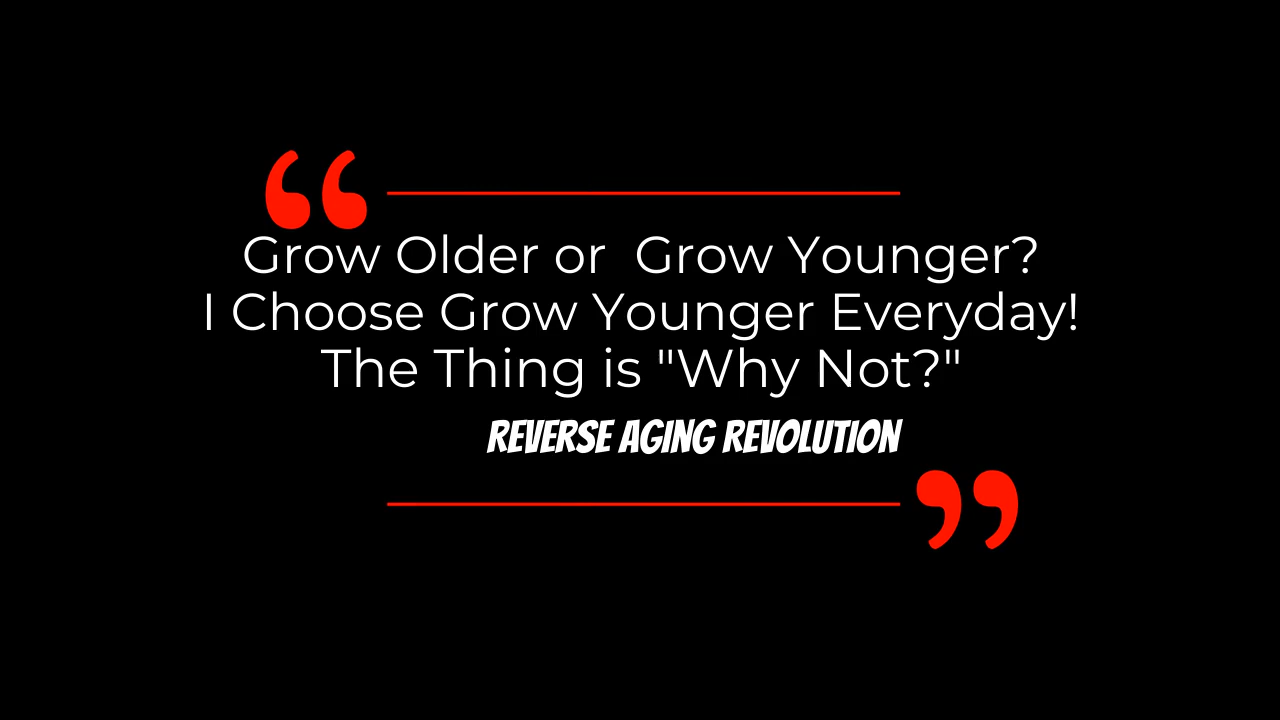 Grow Older or  Grow Younger?
I Choose Grow Younger Everyday!
The Thing is "Why Not?"
REVERSE AGING REVOLUTION